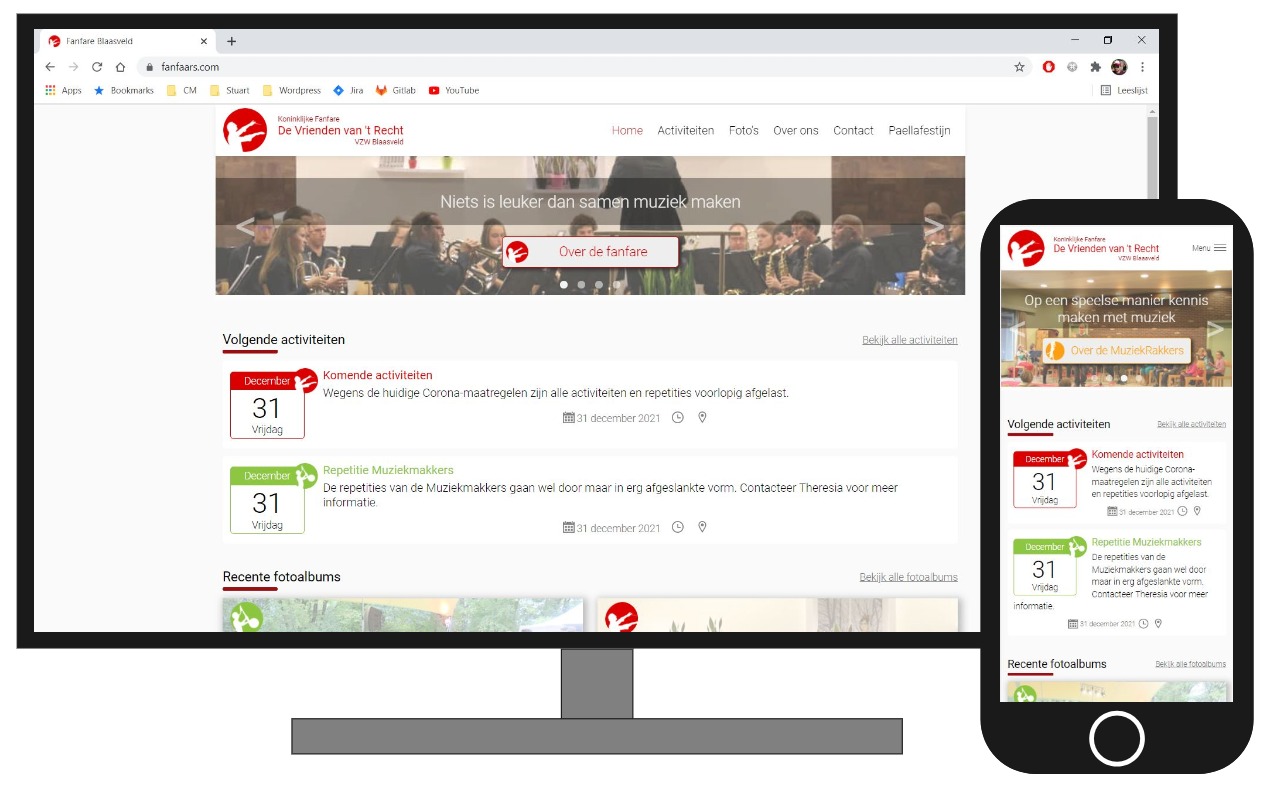 Fanfare Blaasveld
fanfaars.com
Apps Bookmarks CM Stuart Wordpress Jira Gitlab YouTube Leeslijst
Koninklijke Fanfare
De Vrienden van 't Recht
VZW Blaasveld
Home Activiteiten Foto's Over ons Contact Paellafestijn
Niets is leuker dan samen muziek maken
< >
Over de fanfare
Volgende activiteiten Bekijk alle activiteiten
December
31
Vrijdag
Komende activiteiten
Wegens de huidige Corona-maatregelen zijn alle activiteiten en repetities voorlopig afgelast.
31 december 2021
December
31
Vrijdag
Repetitie Muziekmakkers
De repetities van de Muziekmakkers gaan wel door maar in erg afgeslankte vorm. Contacteer Theresia voor meer
informatie.
31 december 2021
Recente fotoalbums Bekijk alle fotoalbums
Koninklijke Fanfare
De Vrienden van 't Recht
VZW Blaasveld
Menu
Op een speelse manier kennis
maken met muziek
< >
Over de MuziekRakkers
Volgende activiteiten Bekijk alle activiteiten
December
31
Vrijdag
Komende activiteiten
Wegens de huidige Corona-
maatregelen zijn alle activiteiten
en repetities voorlopig afgelast.
31 december 2021
December
31
Vrijdag
Repetitie Muziekmakkers
De repetities van de
Muziekmakkers gaan wel door
maar in erg afgeslankte vorm.
Contacteer Theresia voor meer
informatie.
31 december 2021
Recente fotoalbums Bekijk alle fotoalbums